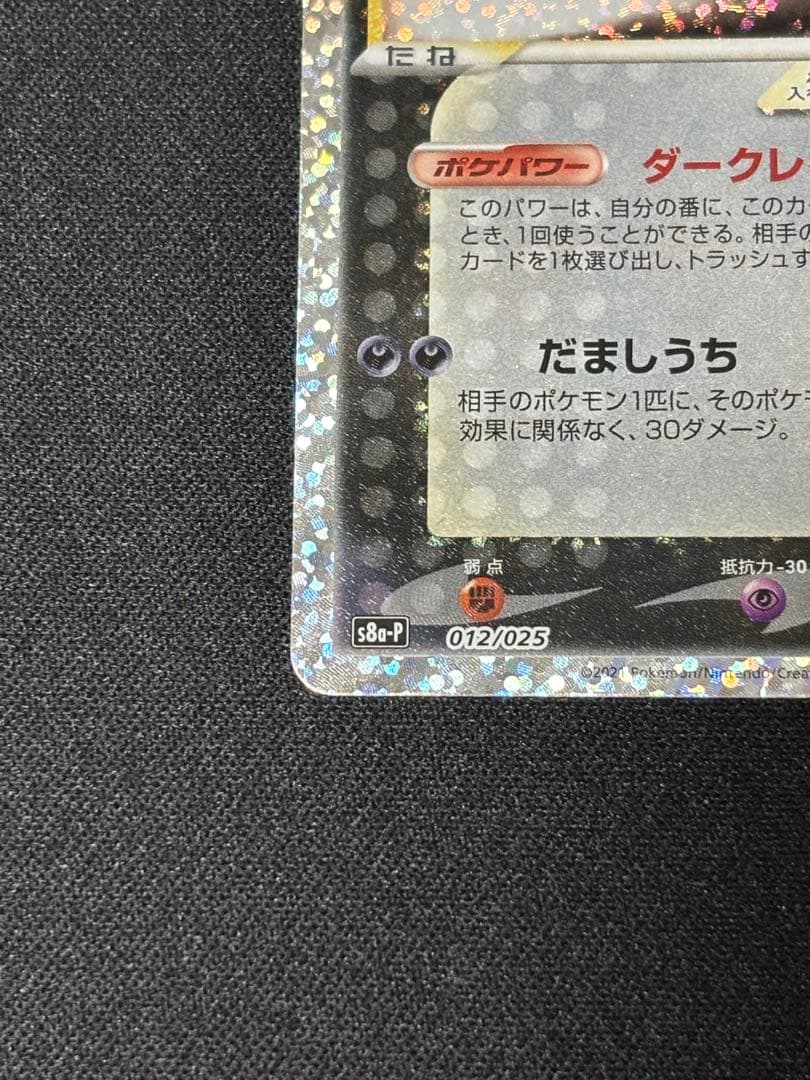 たね
ポケパワー ダークレ
このパワーは、自分の番に、このカ
とき、1回使うことができる。相手の
カードを1枚選び出し、トラッシュす
だましうち
相手のポケモン1匹に、そのポケモ
効果に関係なく、30ダメージ。
弱点 抵抗力 -30
s8a-P 012/025
©2021 Pokémon/Nintendo/Crea